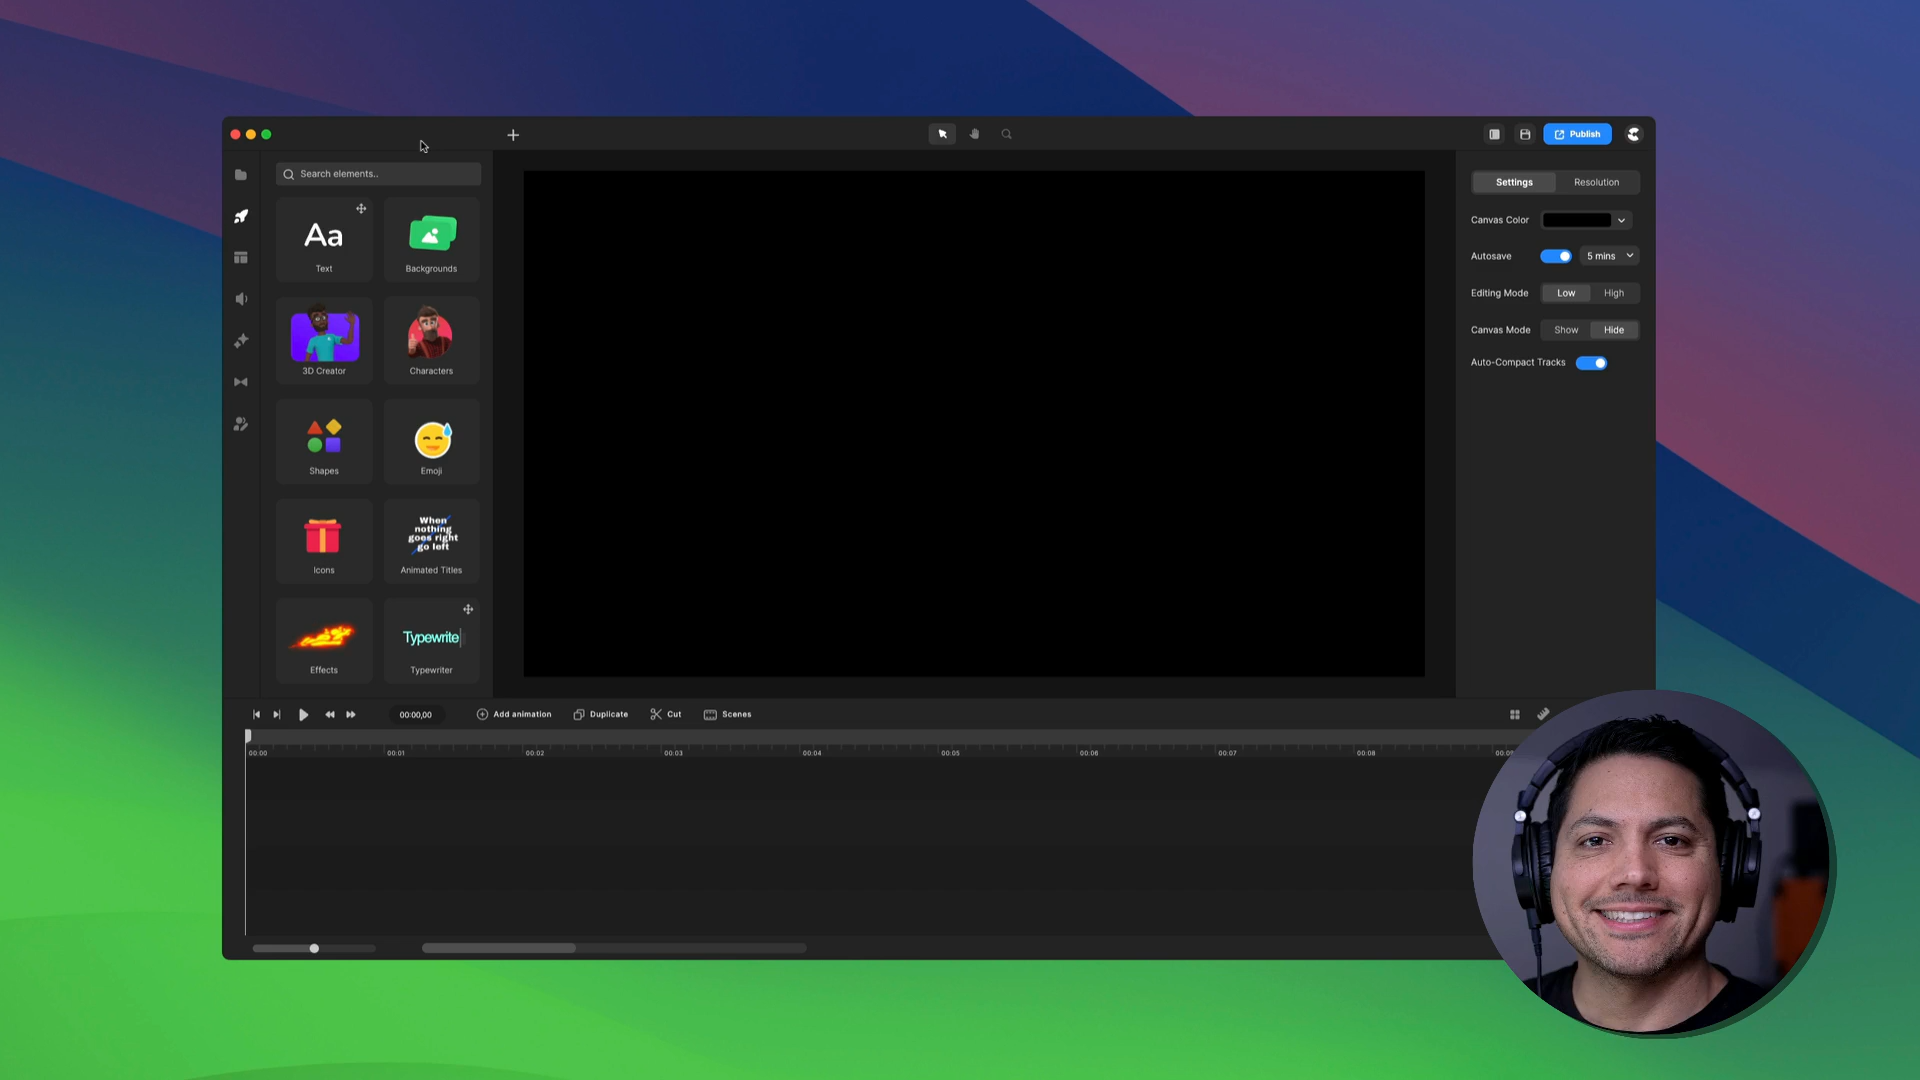 Publish
Search elements..
Settings
Resolution
Canvas Color
Autosave
5 mins
Editing Mode
Low
High
Canvas Mode
Show
Hide
Auto-Compact Tracks
Aa
Text
Backgrounds
3D Creator
Characters
Shapes
Emoji
Icons
When
nothing
goes right
go left
Animated Titles
Effects
Typewrite
Typewriter
00:00,00
Add animation
Duplicate
Cut
Scenes
00:00
00:01
00:02
00:03
00:04
00:05
00:06
00:07
00:08